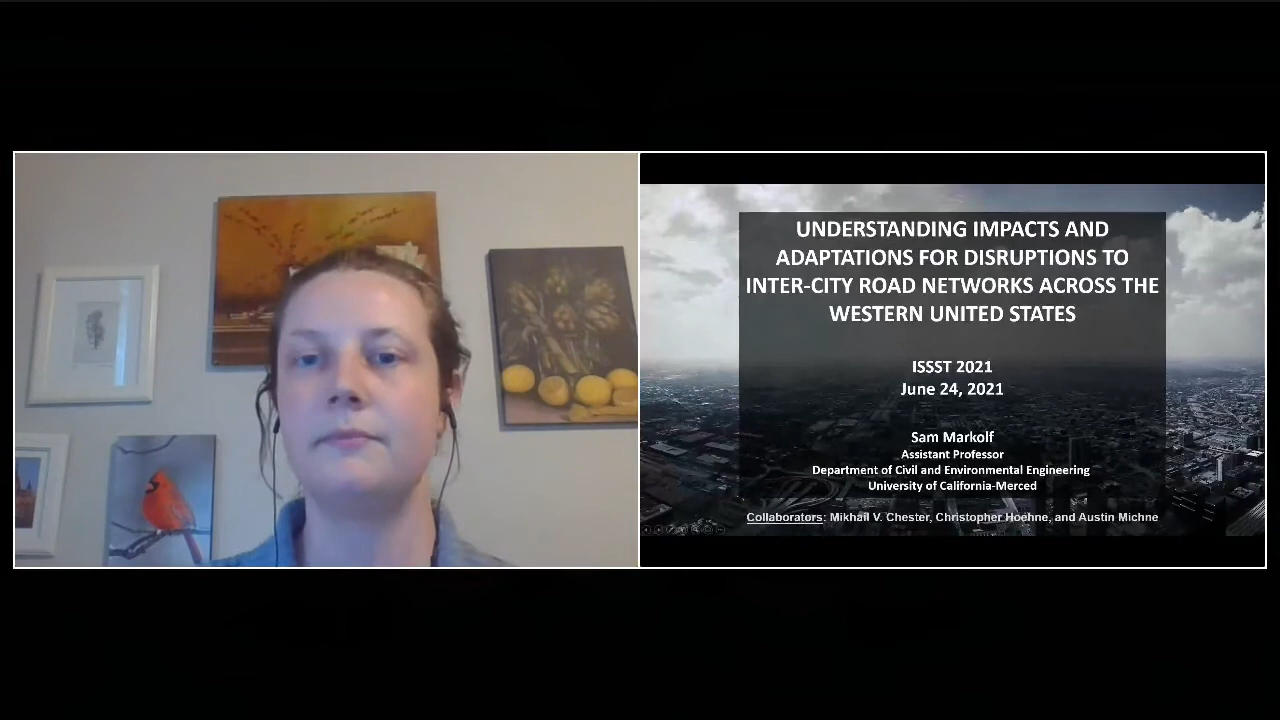 UNDERSTANDING IMPACTS AND
ADAPTATIONS FOR DISRUPTIONS TO
INTER-CITY ROAD NETWORKS ACROSS THE
WESTERN UNITED STATES
ISSST 2021
June 24, 2021
Sam Markolf
Assistant Professor
Department of Civil and Environmental Engineering
University of California-Merced
Collaborators: Mikhail V. Chester, Christopher Hoehne, and Austin Michne